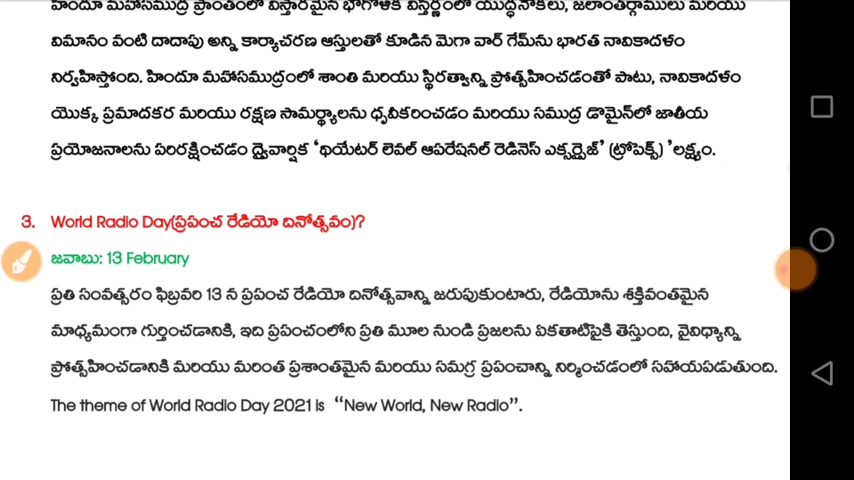 హిందూ మహాసముద్ర ప్రాంతంలో విస్తారమైన భౌగోళిక విస్తీర్ణంలో యుద్ధనౌకలు, జలాంతర్గాములు మరియు
విమానం వంటి దాదాపు అన్ని కార్యాచరణ ఆస్తులతో కూడిన మెగా వార్ గేమ్‌ను భారత నావికాదళం
నిర్వహిస్తోంది. హిందూ మహాసముద్రంలో శాంతి మరియు స్థిరత్వాన్ని ప్రోత్సహించడంతో పాటు, నావికాదళం
యొక్క ప్రమాదకర మరియు రక్షణ సామర్థ్యాలను ధృవీకరించడం మరియు సముద్ర డొమైన్‌లో జాతీయ
ప్రయోజనాలను పరిరక్షించడం ద్వైవార్షిక ‘థియేటర్ లెవల్ ఆపరేషనల్ రెడినెస్ ఎక్సర్సైజ్’ (ట్రోపెక్స్) ’లక్ష్యం.
3. World Radio Day(ప్రపంచ రేడియో దినోత్సవం)?
జవాబు: 13 February
ప్రతి సంవత్సరం ఫిబ్రవరి 13 న ప్రపంచ రేడియో దినోత్సవాన్ని జరుపుకుంటారు, రేడియోను శక్తివంతమైన
మాధ్యమంగా గుర్తించడానికి, ఇది ప్రపంచంలోని ప్రతి మూల నుండి ప్రజలను ఏకతాటిపైకి తెస్తుంది, వైవిధ్యాన్ని
ప్రోత్సహించడానికి మరియు మరింత ప్రశాంతమైన మరియు సమగ్ర ప్రపంచాన్ని నిర్మించడంలో సహాయపడుతుంది.
The theme of World Radio Day 2021 is “New World, New Radio”.